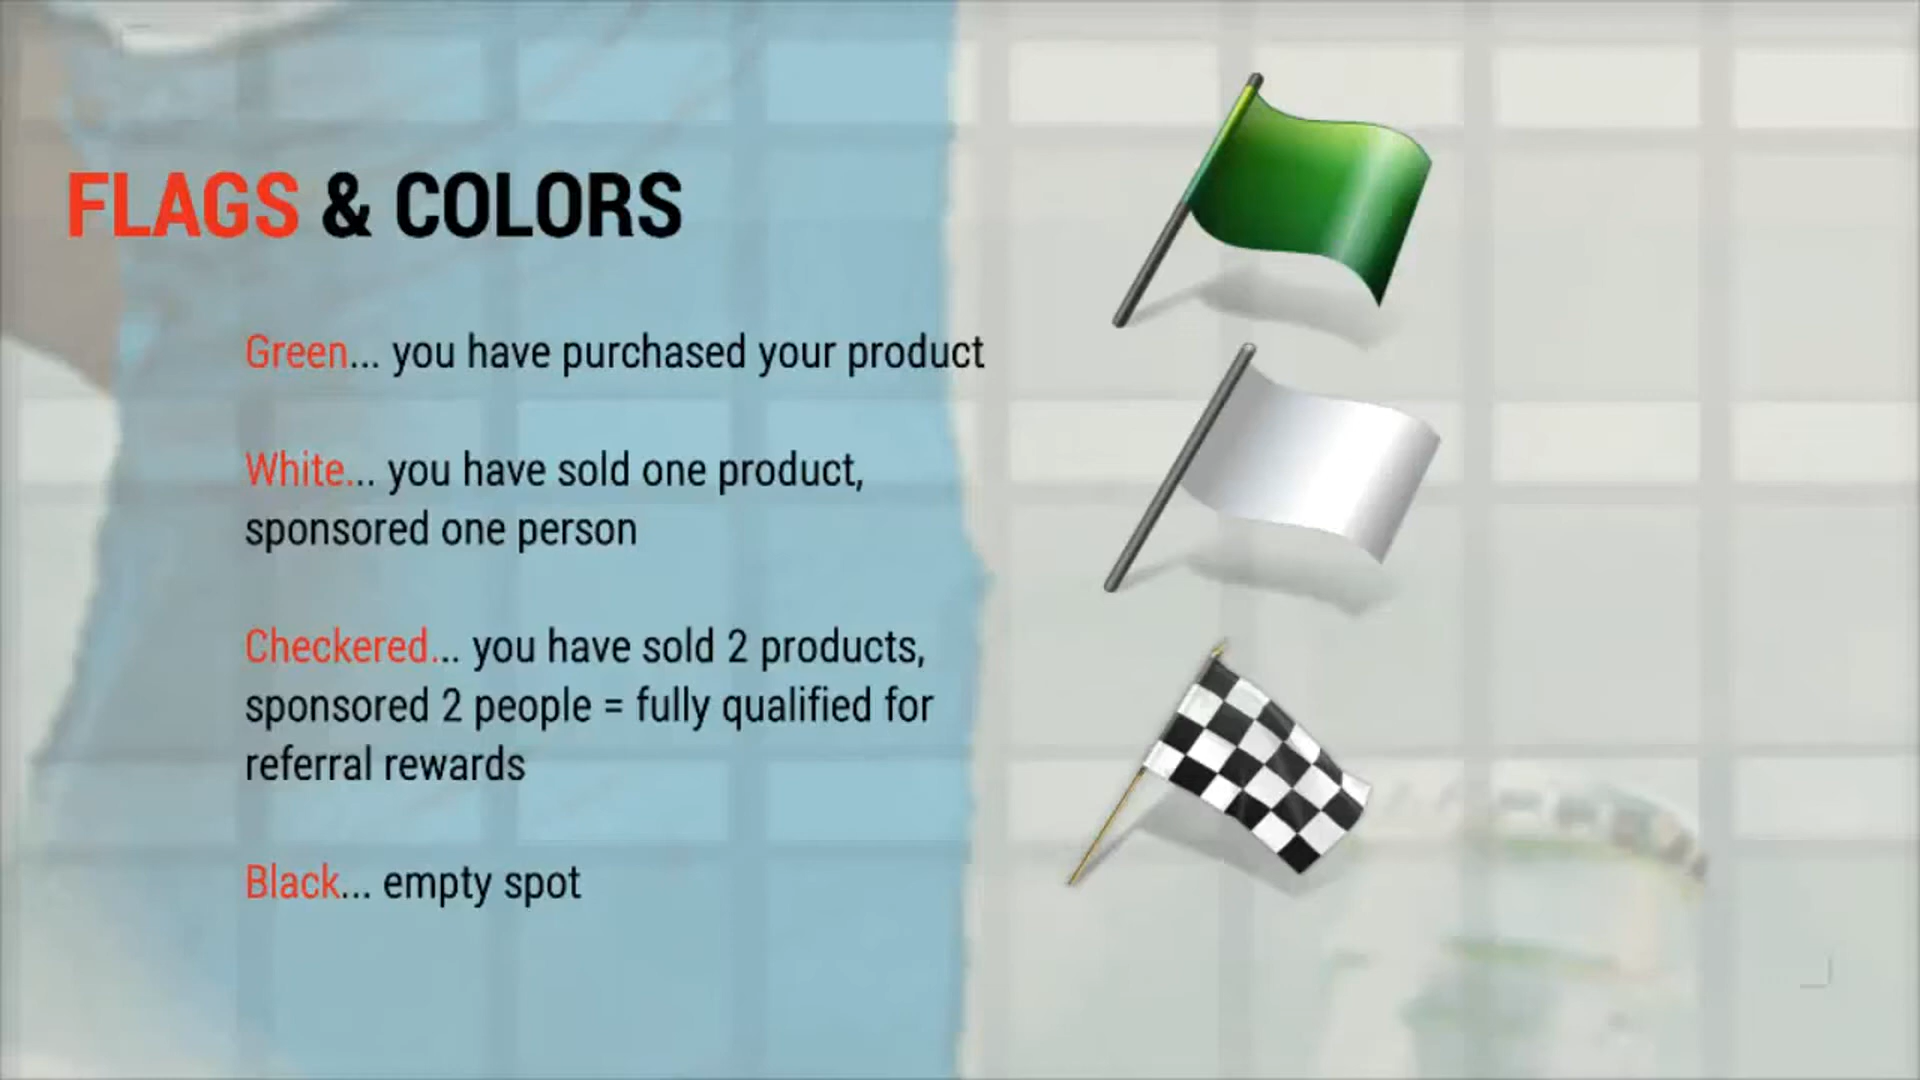 FLAGS & COLORS
Green... you have purchased your product
White... you have sold one product,
sponsored one person
Checkered... you have sold 2 products,
sponsored 2 people = fully qualified for
referral rewards
Black... empty spot